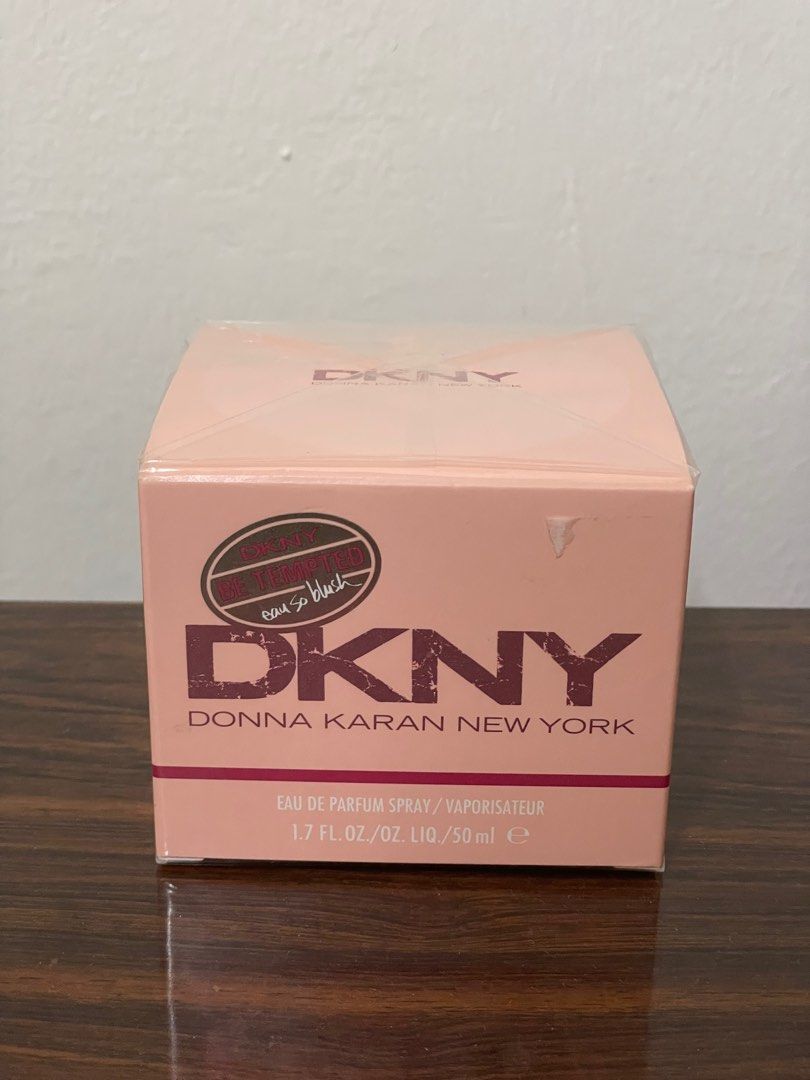 DKNY
DONNA KARAN NEW YORK
DKNY
BE TEMPTED
eau so blush
DKNY
DONNA KARAN NEW YORK
EAU DE PARFUM SPRAY/VAPORISATEUR
1.7 FL.OZ./OZ. LIQ./50 ml ℮